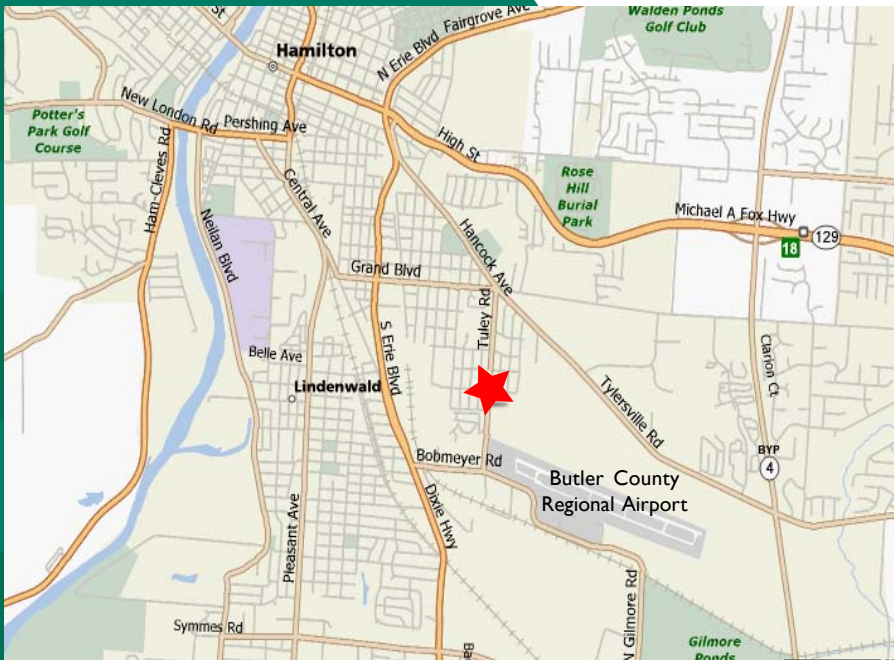 St
Fairgrove Ave
Walden Ponds
Golf Club
Hamilton
N Erie Blvd
New London Rd
Pershing Ave
Potter's
Park Golf
Course
High St
Ham-Cleves Rd
Rose
Hill
Burial
Park
Central Ave
Neilan Blvd
Hancock Ave
Michael A Fox Hwy
129
18
Grand Blvd
Tuley Rd
S Erie Blvd
Belle Ave
Clarion Ct
Lindenwald
Tylersville Rd
BYP
4
Bobmeyer Rd
Butler County
Regional Airport
Dixie Hwy
Pleasant Ave
N Gilmore Rd
Symmes Rd
Gilmore
Ponds